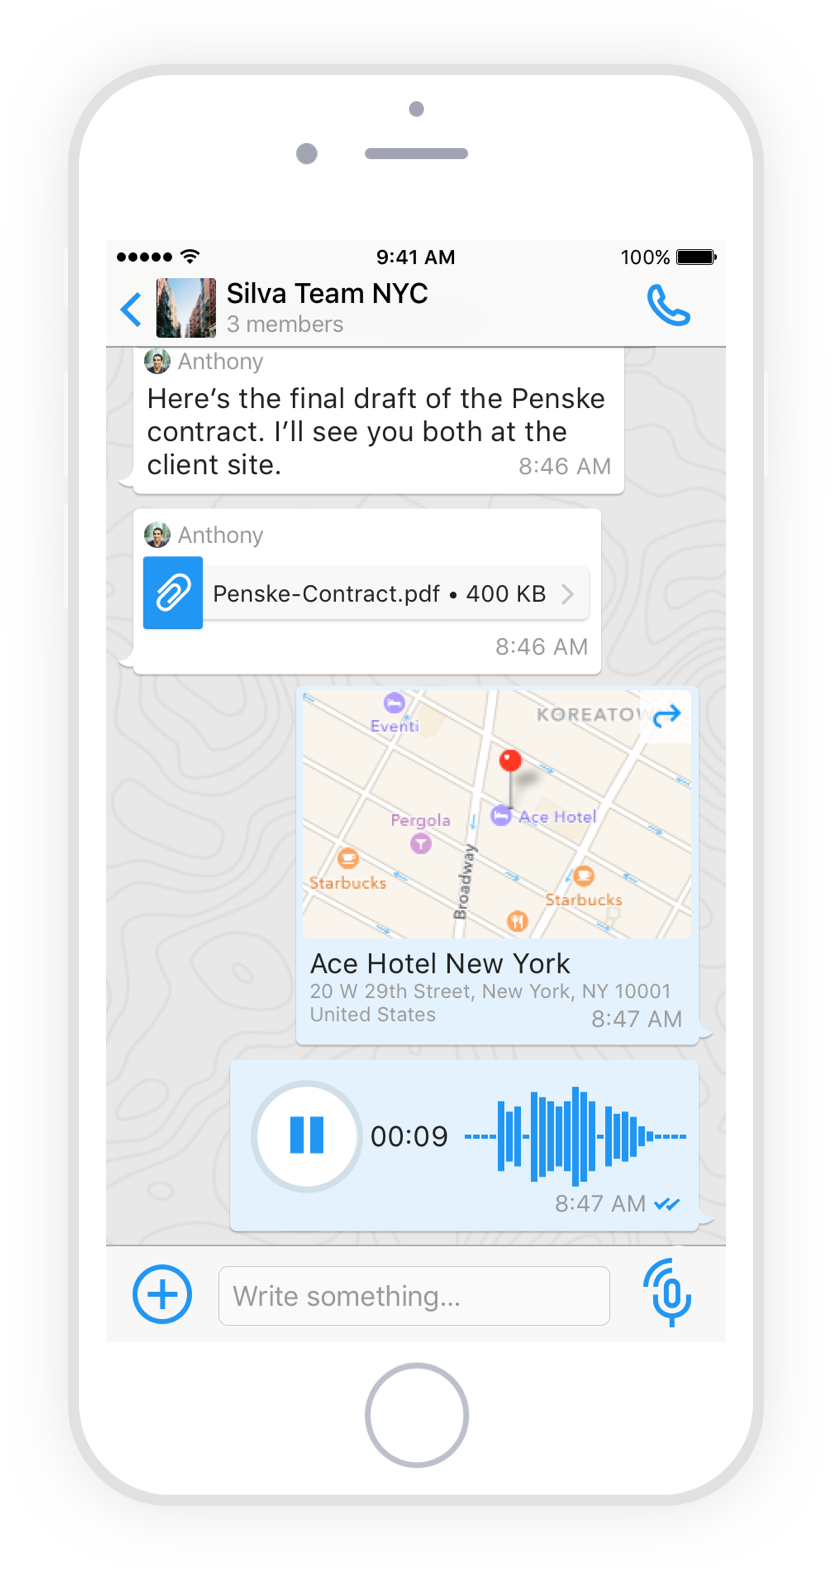 9:41 AM
100%
Silva Team NYC
3 members
Anthony
Here’s the final draft of the Penske
contract. I’ll see you both at the
client site.
8:46 AM
Anthony
Penske-Contract.pdf • 400 KB
8:46 AM
Eventi
KOREATOW
Ace Hotel
Pergola
Broadway
Starbucks
Starbucks
Ace Hotel New York
20 W 29th Street, New York, NY 10001
United States
8:47 AM
00:09
8:47 AM
Write something...